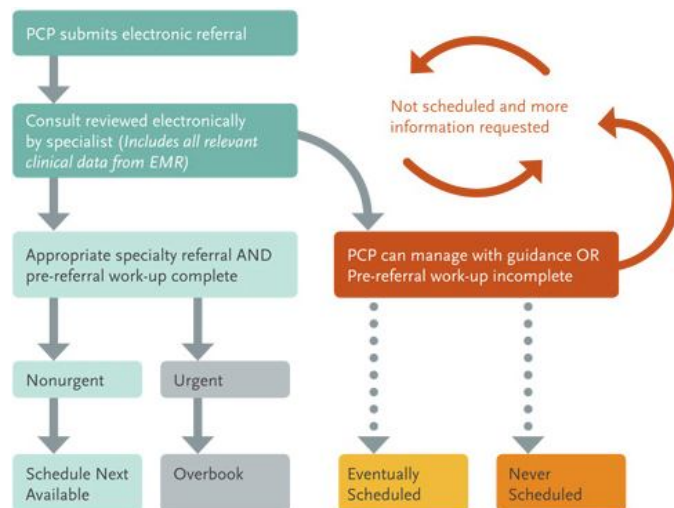 PCP submits electronic referral
Consult reviewed electronically
by specialist (Includes all relevant
clinical data from EMR)
Not scheduled and more
information requested
Appropriate specialty referral AND
pre-referral work-up complete
PCP can manage with guidance OR
Pre-referral work-up incomplete
Nonurgent
Urgent
Schedule Next
Available
Overbook
Eventually
Scheduled
Never
Scheduled